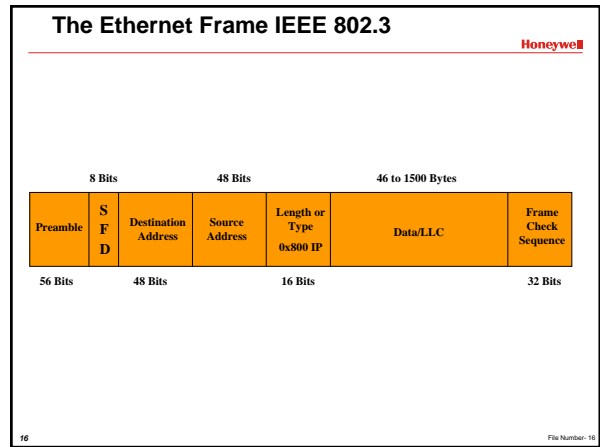 The Ethernet Frame IEEE 802.3
Honeywell
8 Bits 48 Bits 46 to 1500 Bytes
Preamble
S
F
D
Destination
Address
Source
Address
Length or
Type
0x800 IP
Data/LLC
Frame
Check
Sequence
56 Bits 48 Bits 16 Bits 32 Bits
16 File Number- 16